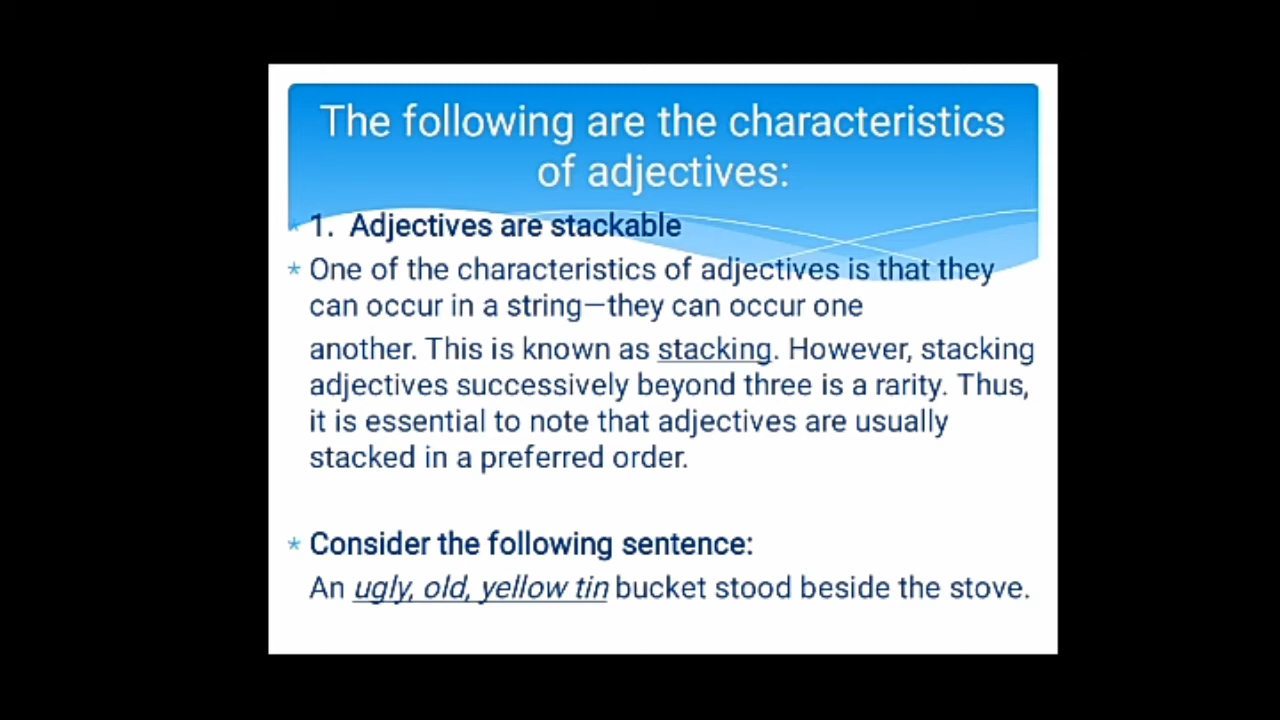 The following are the characteristics
of adjectives:
* 1. Adjectives are stackable
* One of the characteristics of adjectives is that they
can occur in a string—they can occur one
another. This is known as stacking. However, stacking
adjectives successively beyond three is a rarity. Thus,
it is essential to note that adjectives are usually
stacked in a preferred order.
* Consider the following sentence:
An ugly, old, yellow tin bucket stood beside the stove.